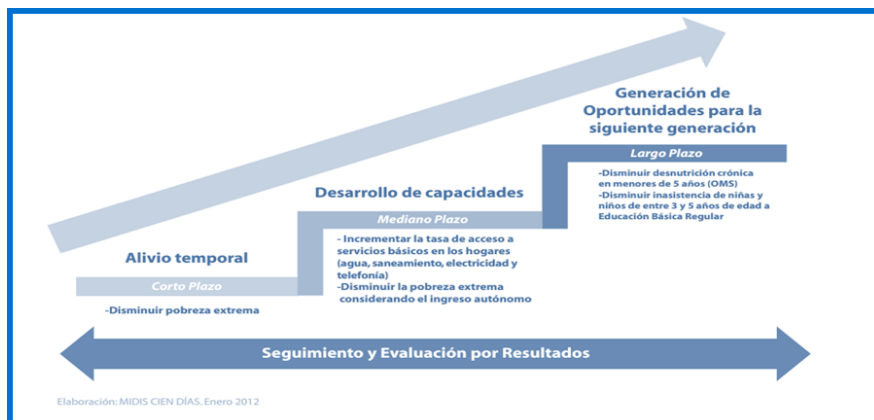 Generación de
Oportunidades para la
siguiente generación
Largo Plazo
-Disminuir desnutrición crónica
en menores de 5 años (OMS)
-Disminuir inasistencia de niñas y
niños de entre 3 y 5 años de edad a
Educación Básica Regular
Desarrollo de capacidades
Mediano Plazo
- Incrementar la tasa de acceso a
servicios básicos en los hogares
(agua, saneamiento, electricidad y
telefonía)
-Disminuir la pobreza extrema
considerando el ingreso autónomo
Alivio temporal
Corto Plazo
-Disminuir pobreza extrema
Seguimiento y Evaluación por Resultados
Elaboración: MIDIS CIEN DÍAS. Enero 2012